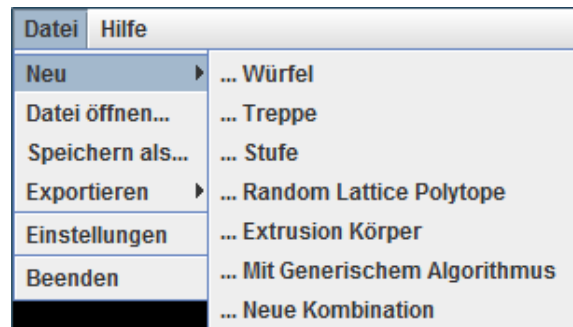 Datei Hilfe
Neu
Datei öffnen...
Speichern als...
Exportieren
Einstellungen
Beenden
... Würfel
... Treppe
... Stufe
... Random Lattice Polytope
... Extrusion Körper
... Mit Generischem Algorithmus
... Neue Kombination